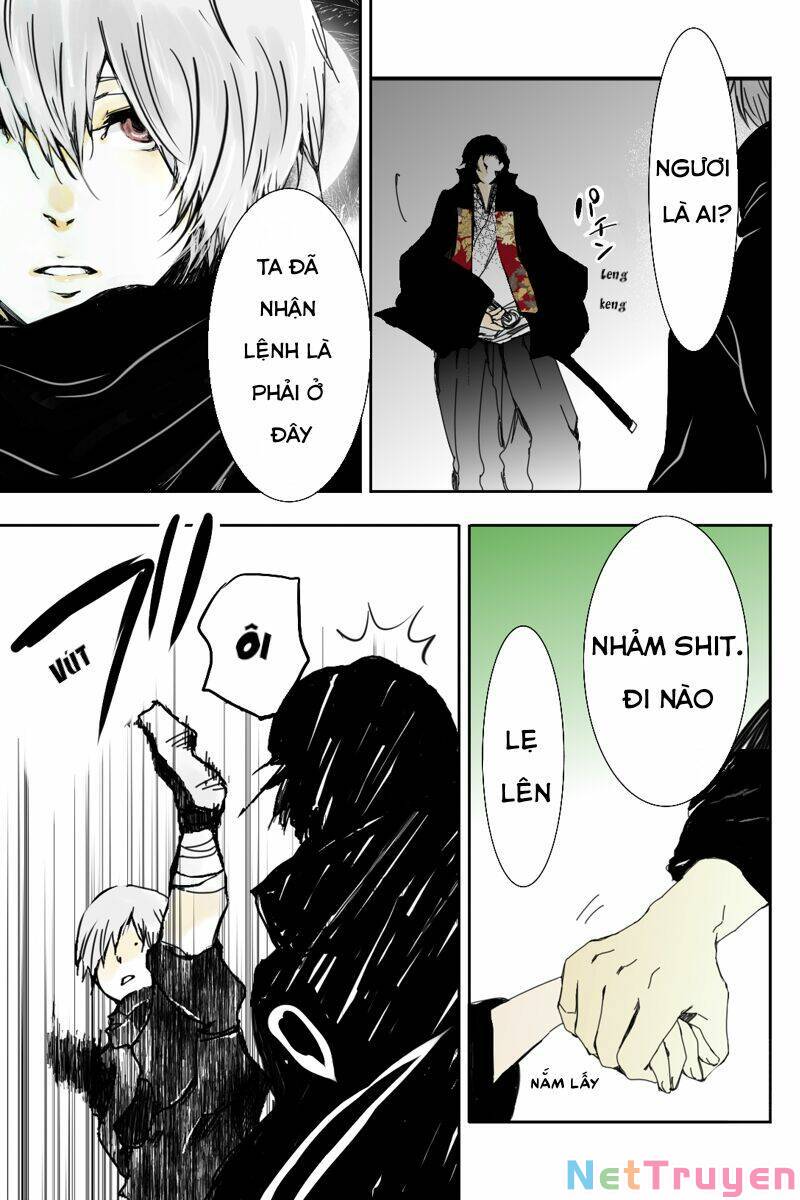 NGƯƠI
LÀ AI?
パチン
leng
keng
TA ĐÃ
NHẬN
LỆNH LÀ
PHẢI Ở
ĐÂY
NHẢM SHIT.
ĐI NÀO
LẸ
LÊN
NẮM LẤY
ÔI
VÚT
NetTruyen